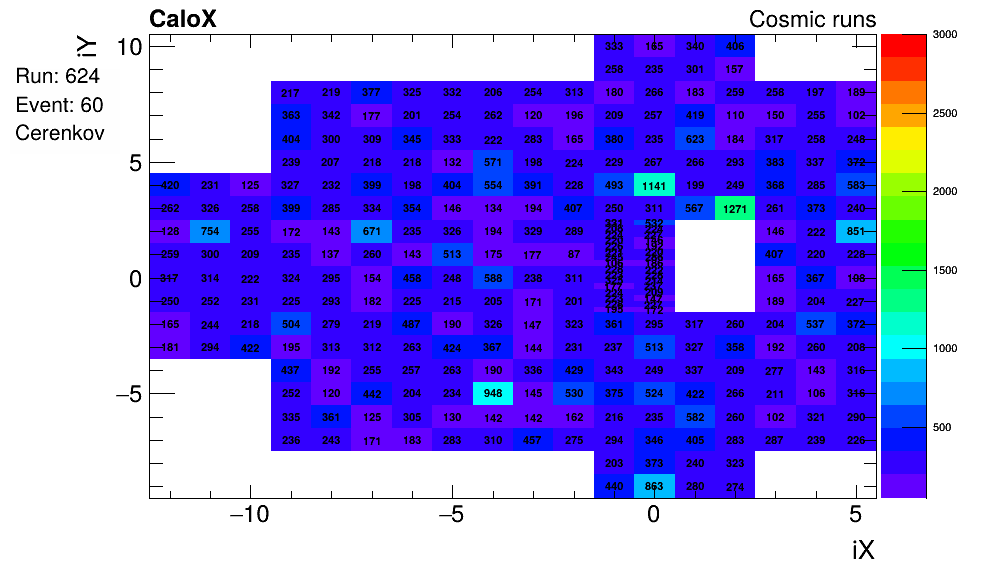 CaloX Cosmic runs
iY
Run: 624
Event: 60
Cerenkov
10 333 165 340 406 3000
258 235 301 157
217 219 377 325 332 206 254 313 180 266 183 259 258 197 189
363 342 177 201 254 262 120 196 209 257 419 110 150 255 102 2500
404 300 309 345 333 222 283 165 380 235 623 184 317 258 248
5 239 207 218 218 132 571 198 224 229 267 266 293 383 337 372
420 231 125 327 232 399 198 404 554 391 228 493 1141 199 249 368 285 583 2000
262 326 256 399 285 334 354 146 134 194 407 250 311 567 1271 261 373 240
128 754 255 172 143 671 235 326 194 329 289 146 222 851
259 300 209 235 137 260 143 513 175 177 87 407 220 226 1500
0 317 314 222 324 295 154 456 248 588 238 311 165 367 198
250 252 231 225 293 182 225 215 205 171 201 189 204 227
165 244 216 504 279 219 487 190 326 147 323 361 295 317 260 204 537 372
181 294 422 195 313 312 263 424 367 144 231 237 513 327 358 192 260 208 1000
437 192 255 257 263 190 336 429 343 249 337 209 277 143 316
−5 252 120 442 204 234 948 145 530 375 524 422 266 211 106 316
335 361 125 305 130 142 142 162 216 235 582 260 102 321 290 500
236 243 171 183 283 310 457 275 294 346 405 283 287 239 226
203 373 240 323
440 863 280 274
−10 −5 0 5
iX